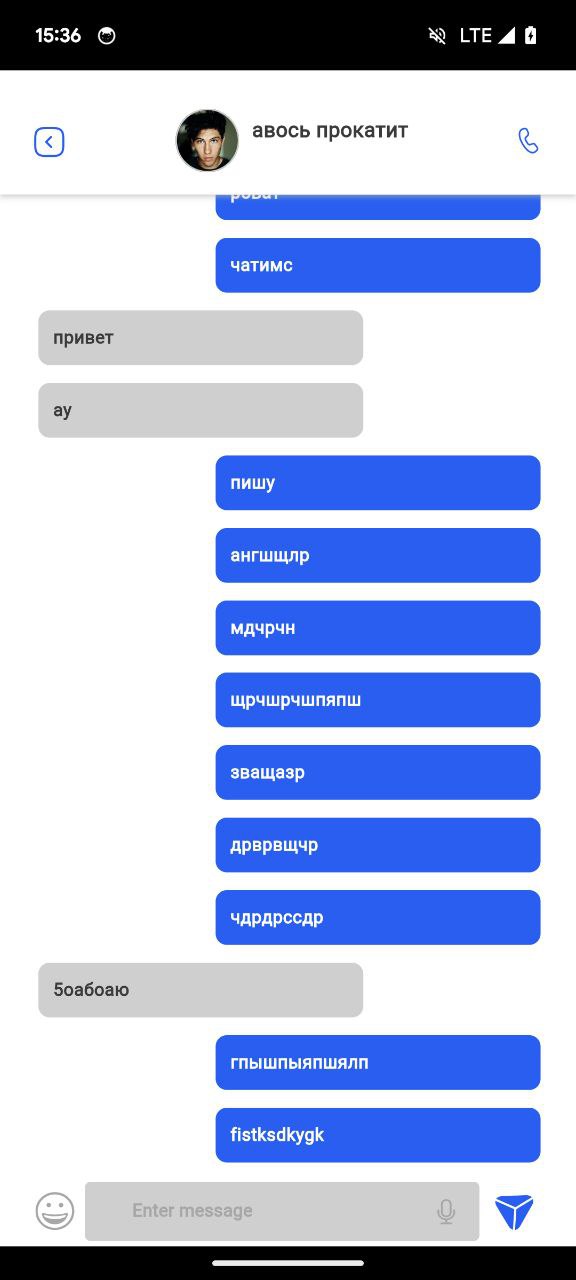 15:36
LTE
авось прокатит
чатимс
привет
ау
пишу
ангшщлр
мдчрчн
щрчшрчшпяпш
зващазр
дрврвщчр
чдрдрссдр
5оабоаю
гпышпыяпшялп
fistksdkygk
Enter message